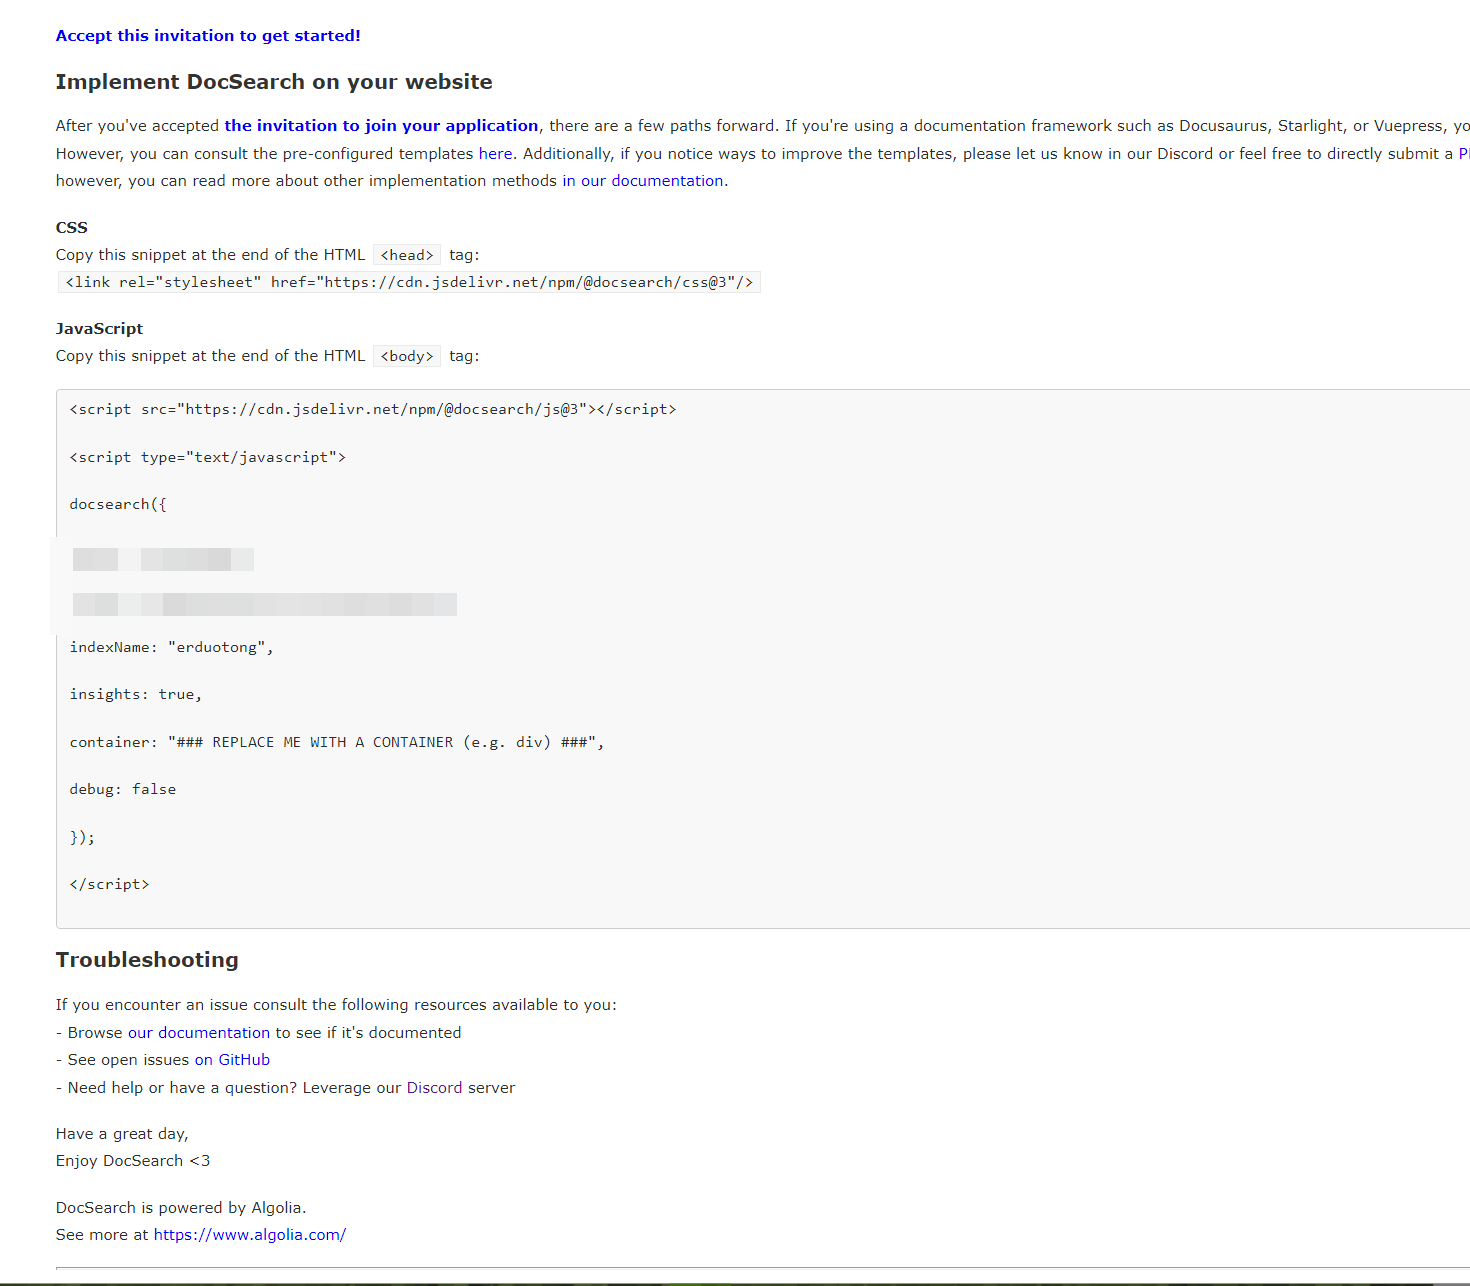 Accept this invitation to get started!
Implement DocSearch on your website
After you've accepted the invitation to join your application, there are a few paths forward. If you're using a documentation framework such as Docusaurus, Starlight, or Vuepress,
However, you can consult the pre-configured templates here. Additionally, if you notice ways to improve the templates, please let us know in our Discord or feel free to directly submit a
however, you can read more about other implementation methods in our documentation.
CSS
Copy this snippet at the end of the HTML <head> tag:
<link rel="stylesheet" href="https://cdn.jsdelivr.net/npm/@docsearch/css@3"/>
JavaScript
Copy this snippet at the end of the HTML <body> tag:
<script src="https://cdn.jsdelivr.net/npm/@docsearch/js@3"></script>
<script type="text/javascript">
docsearch({
indexName: "erduotong",
insights: true,
container: "### REPLACE ME WITH A CONTAINER (e.g. div) ###",
debug: false
});
</script>
Troubleshooting
If you encounter an issue consult the following resources available to you:
- Browse our documentation to see if it's documented
- See open issues on GitHub
- Need help or have a question? Leverage our Discord server
Have a great day,
Enjoy DocSearch <3
DocSearch is powered by Algolia.
See more at https://www.algolia.com/